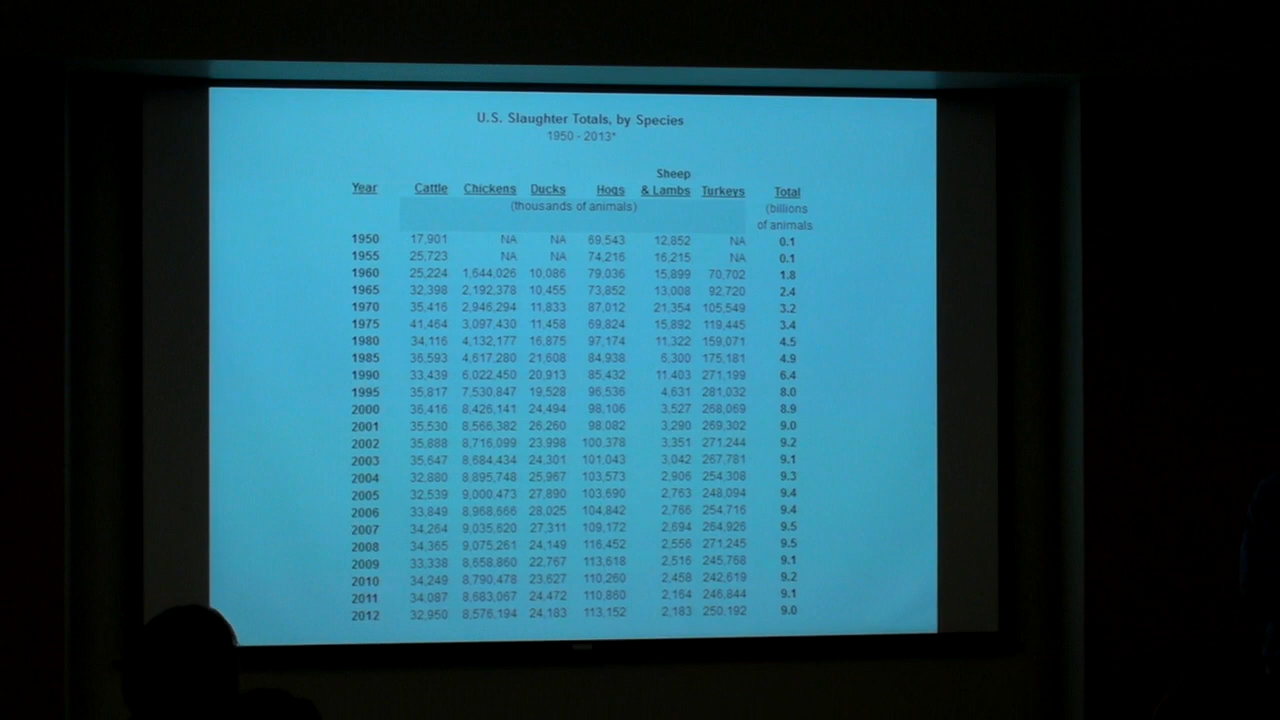 U.S. Slaughter Totals, by Species
1950 - 2013*
Sheep
Year Cattle Chickens Ducks Hogs & Lambs Turkeys Total
(thousands of animals) (billions
of animals
1950 17,901 NA NA 69,543 12,852 NA 0.1
1955 25,723 NA NA 74,216 16,215 NA 0.1
1960 25,224 1,644,026 10,086 79,036 15,899 70,702 1.8
1965 32,398 2,192,378 10,455 73,852 13,008 92,720 2.4
1970 35,416 2,946,294 11,833 87,012 21,354 105,549 3.2
1975 41,464 3,097,430 11,458 69,824 15,892 119,445 3.4
1980 34,116 4,132,177 16,875 97,174 11,322 159,071 4.5
1985 36,593 4,617,280 21,608 84,938 6,300 175,181 4.9
1990 33,439 6,022,450 20,913 85,432 11,403 271,199 6.4
1995 35,817 7,530,847 19,528 96,536 4,631 281,032 8.0
2000 36,416 8,426,141 24,494 98,106 3,527 268,069 8.9
2001 35,530 8,566,382 26,260 98,082 3,290 269,302 9.0
2002 35,888 8,716,099 23,998 100,378 3,351 271,244 9.2
2003 35,647 8,684,434 24,301 101,043 3,042 267,781 9.1
2004 32,880 8,895,748 25,967 103,573 2,906 254,308 9.3
2005 32,539 9,000,473 27,890 103,690 2,763 248,094 9.4
2006 33,849 8,968,666 28,025 104,842 2,766 254,716 9.4
2007 34,264 9,035,620 27,311 109,172 2,694 264,926 9.5
2008 34,365 9,075,261 24,149 116,452 2,556 271,245 9.5
2009 33,338 8,658,860 22,767 113,618 2,516 245,768 9.1
2010 34,249 8,790,478 23,627 110,260 2,458 242,619 9.2
2011 34,087 8,683,067 24,472 110,860 2,164 246,844 9.1
2012 32,950 8,576,194 24,183 113,152 2,183 250,192 9.0